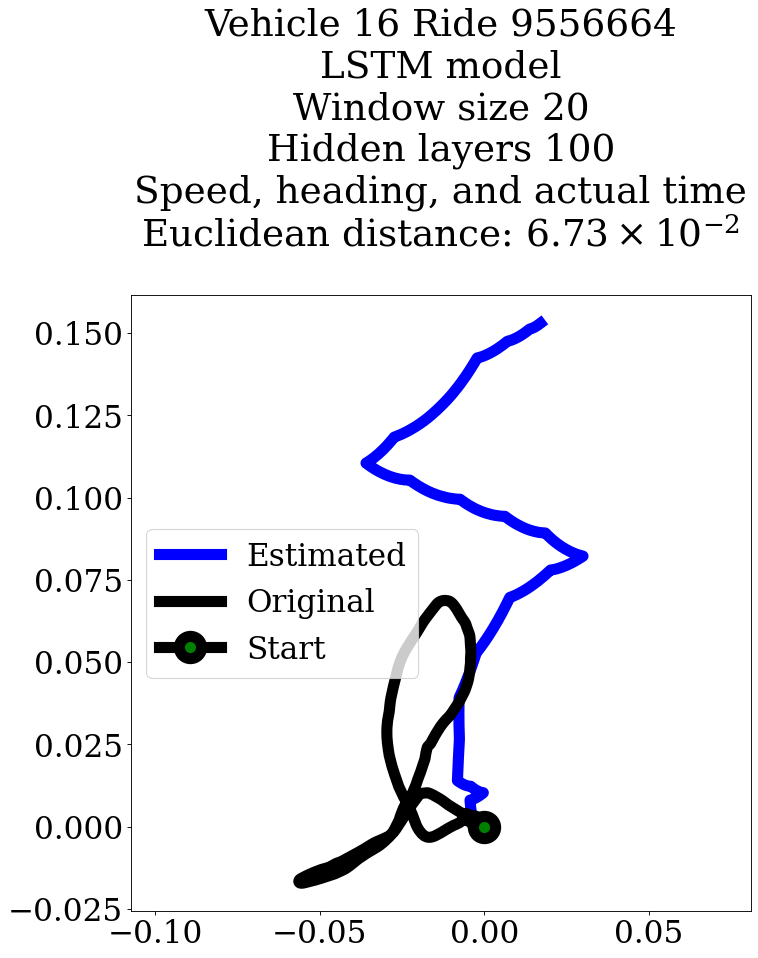 Vehicle 16 Ride 9556664
LSTM model
Window size 20
Hidden layers 100
Speed, heading, and actual time
Euclidean distance: 6.73 × 10⁻²
0.150
0.125
0.100
0.075
0.050
0.025
0.000
−0.025
Estimated
Original
Start
−0.10
−0.05
0.00
0.05